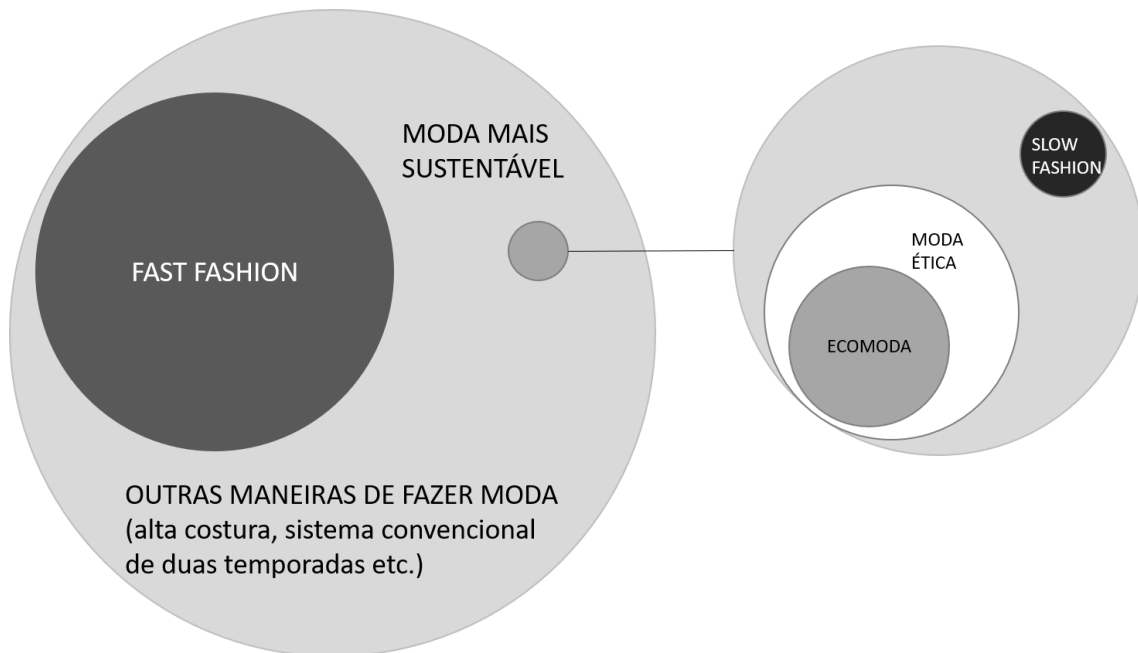 MODA MAIS
SUSTENTÁVEL
FAST FASHION
OUTRAS MANEIRAS DE FAZER MODA
(alta costura, sistema convencional
de duas temporadas etc.)
SLOW
FASHION
MODA
ÉTICA
ECOMODA